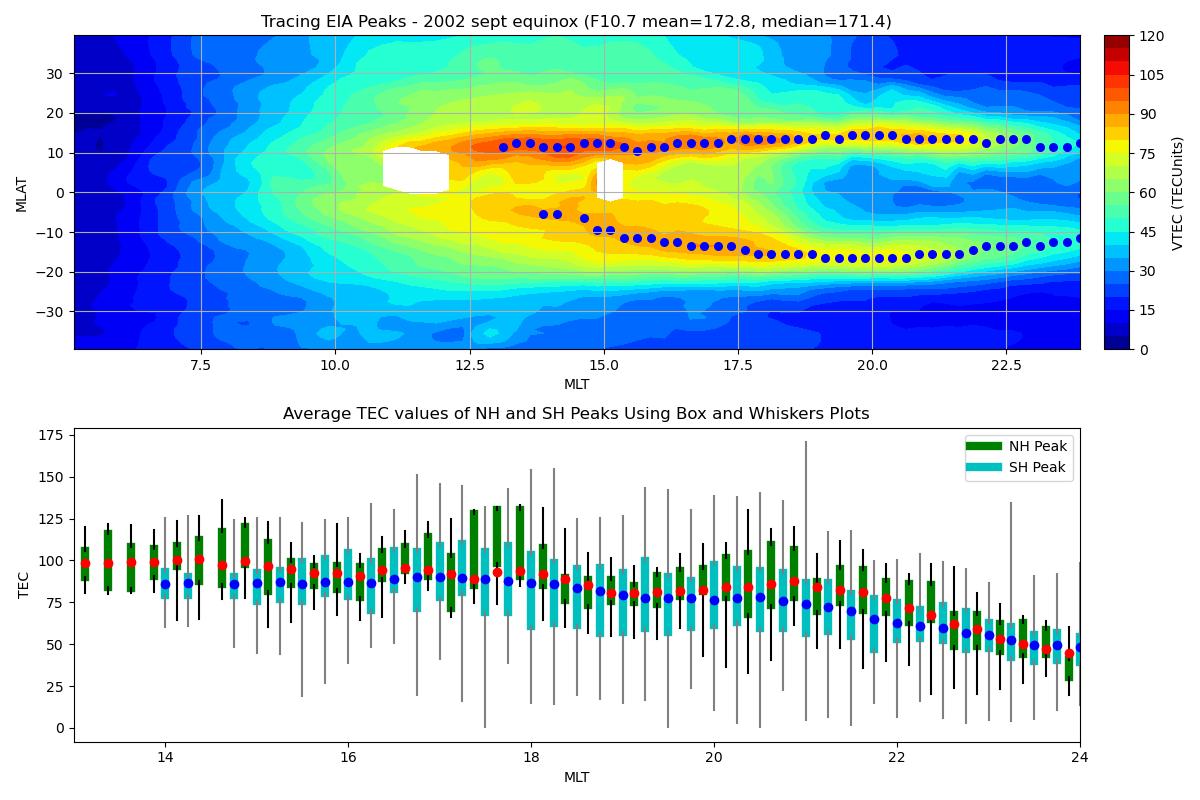 Tracing EIA Peaks - 2002 sept equinox (F10.7 mean=172.8, median=171.4)
MLAT
30
20
10
0
−10
−20
−30
7.5 10.0 12.5 15.0 17.5 20.0 22.5
MLT
120
105
90
75
60
45
30
15
0
VTEC (TECUnits)
Average TEC values of NH and SH Peaks Using Box and Whiskers Plots
TEC
175
150
125
100
75
50
25
0
NH Peak
SH Peak
14 16 18 20 22 24
MLT